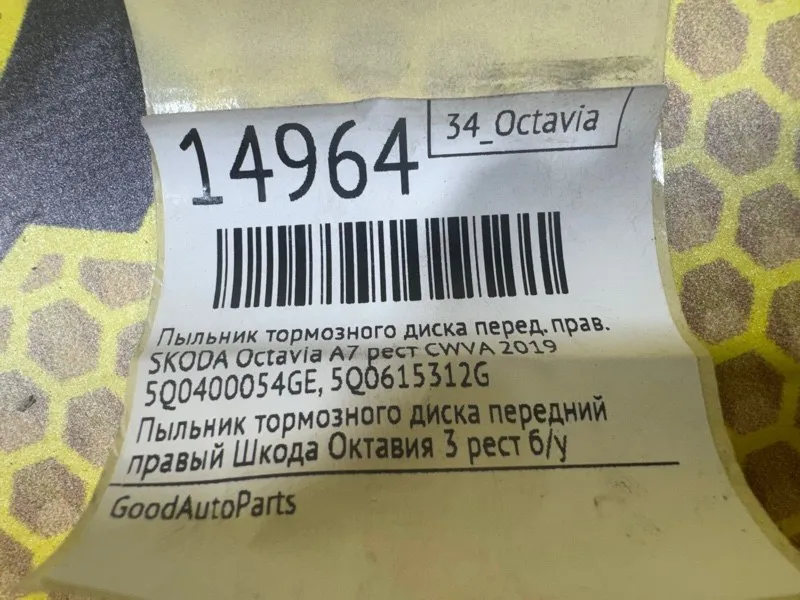 14964
34_Octavia
Пыльник тормозного диска перед. прав.
SKODA Octavia A7 рест CWVA 2019
5Q0400054GE, 5Q0615312G
Пыльник тормозного диска передний
правый Шкода Октавия 3 рест б/у
GoodAutoParts